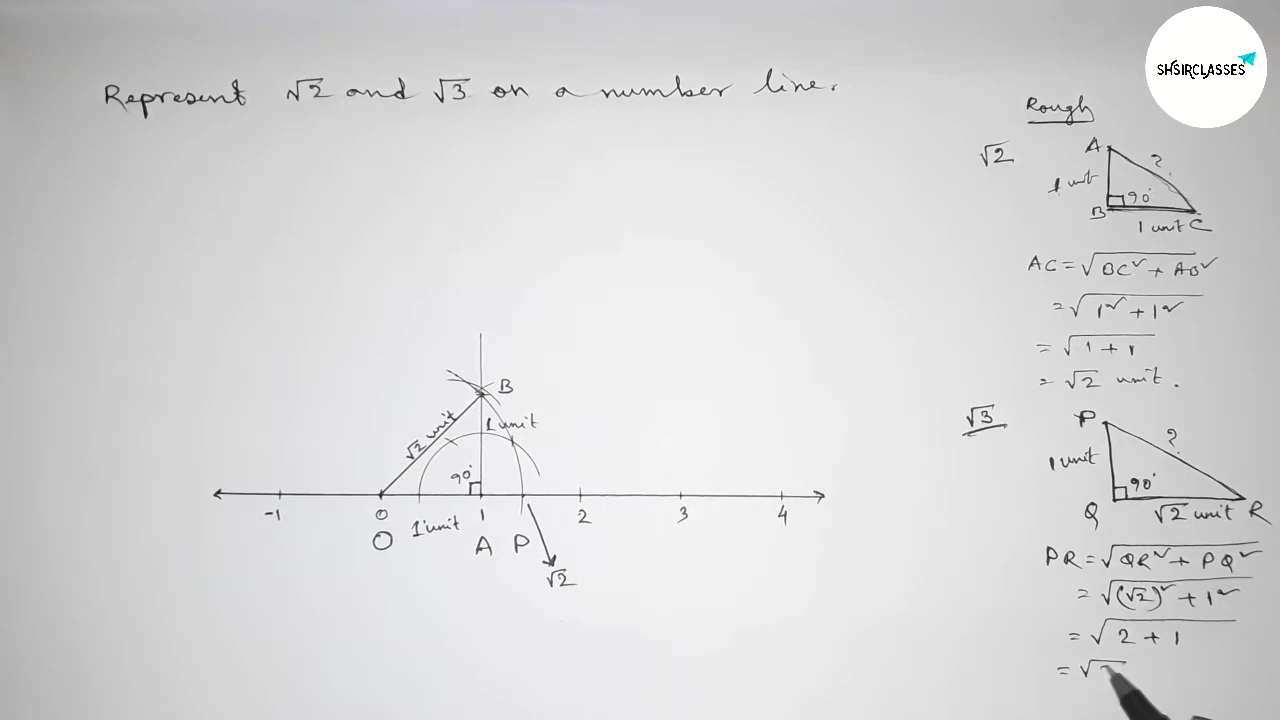 SHSIRCLASSES
Represent √2 and √3 on a number line.
Rough
√2
A
?
1 unit
90°
B
1 unit C
AC = √BC² + AB²
= √1² + 1²
= √1 + 1
= √2 unit.
√3
P
?
1 unit
90°
Q
√2 unit R
PR = √QR² + PQ²
= √(√2)² + 1²
= √2 + 1
= √
B
√2 unit
1 unit
90°
-1 0 1 2 3 4
1 unit
O A P
√2